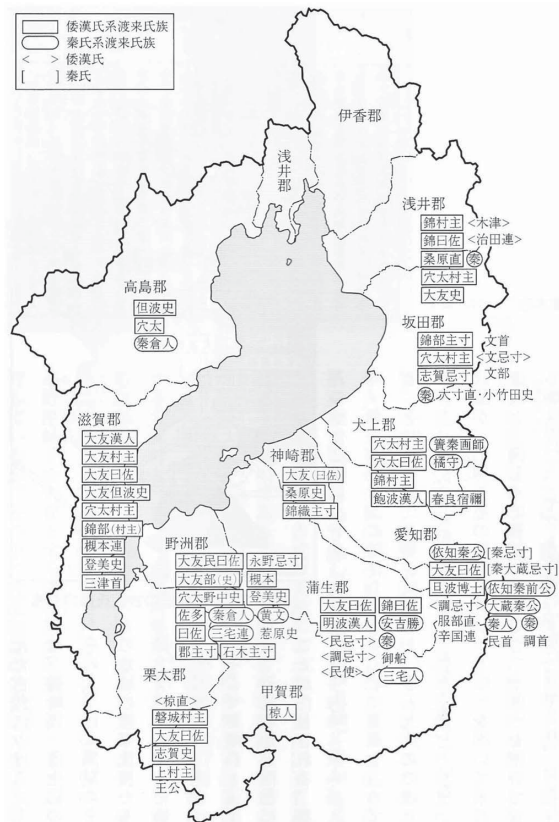 倭漢氏系渡来氏族
秦氏系渡来氏族
< > 倭漢氏
[ ] 秦氏
伊香郡
浅井郡
浅井郡
錦村主 <木津>
錦曰佐 <治田連>
桑原直 秦
穴太村主
大友史
高島郡
但波史
穴太
秦倉人
坂田郡
錦部主寸 文首
穴太村主 <文忌寸>
志賀忌寸 文部
秦 大寸直・小竹田史
滋賀郡
大友漢人
大友村主
大友曰佐
大友但波史
穴太村主
錦部(村主)
槻本連
登美史
三津首
神崎郡
大友(曰佐)
桑原史
錦織主寸
犬上郡
穴太村主 簀秦画師
穴太曰佐 橘守
錦村主
飽波漢人 春良宿禰
愛知郡
依知秦公 [秦忌寸]
大友曰佐 [秦大蔵忌寸]
旦波博士 依知秦前公
<調忌寸> 大蔵秦公
服部直 秦人 秦
辛国連 民首 調首
野洲郡
大友民曰佐 永野忌寸
大友部(史) 槻本
穴太野中史 登美史
佐多 秦倉人 黄文
曰佐 三宅連 惹原史
郡主寸 石木主寸
蒲生郡
大友曰佐 錦曰佐
明波漢人 安吉勝
<民忌寸> 秦
<調忌寸> 御船
<民使> 三宅人
栗太郡
<椋直>
磐城村主
大友曰佐
志賀史
上村主
王公
甲賀郡
椋人